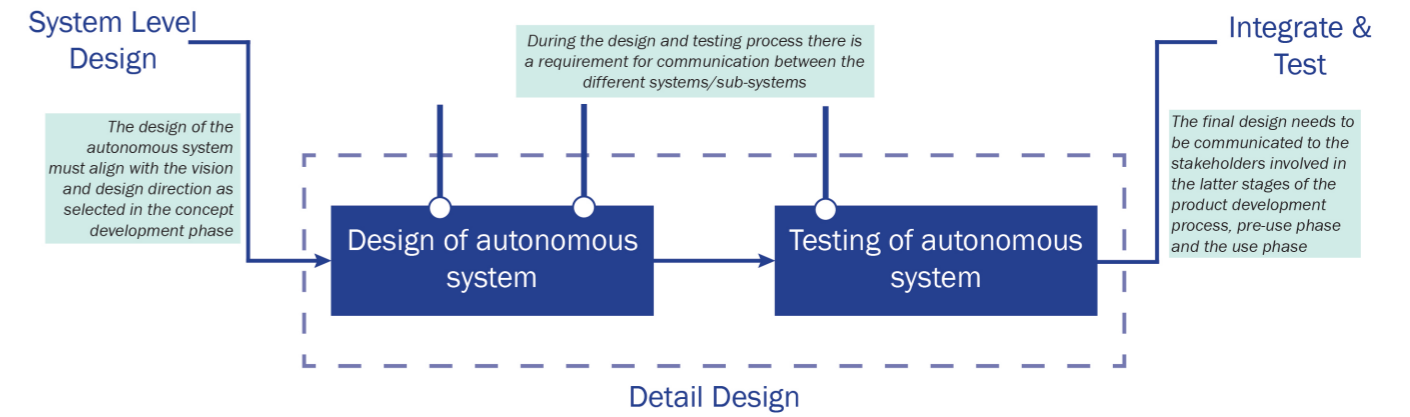 System Level
Design
The design of the
autonomous system
must align with the vision
and design direction as
selected in the concept
development phase
During the design and testing process there is
a requirement for communication between the
different systems/sub-systems
Integrate &
Test
The final design needs to
be communicated to the
stakeholders involved in
the latter stages of the
product development
process, pre-use phase
and the use phase
Design of autonomous
system
Testing of autonomous
system
Detail Design